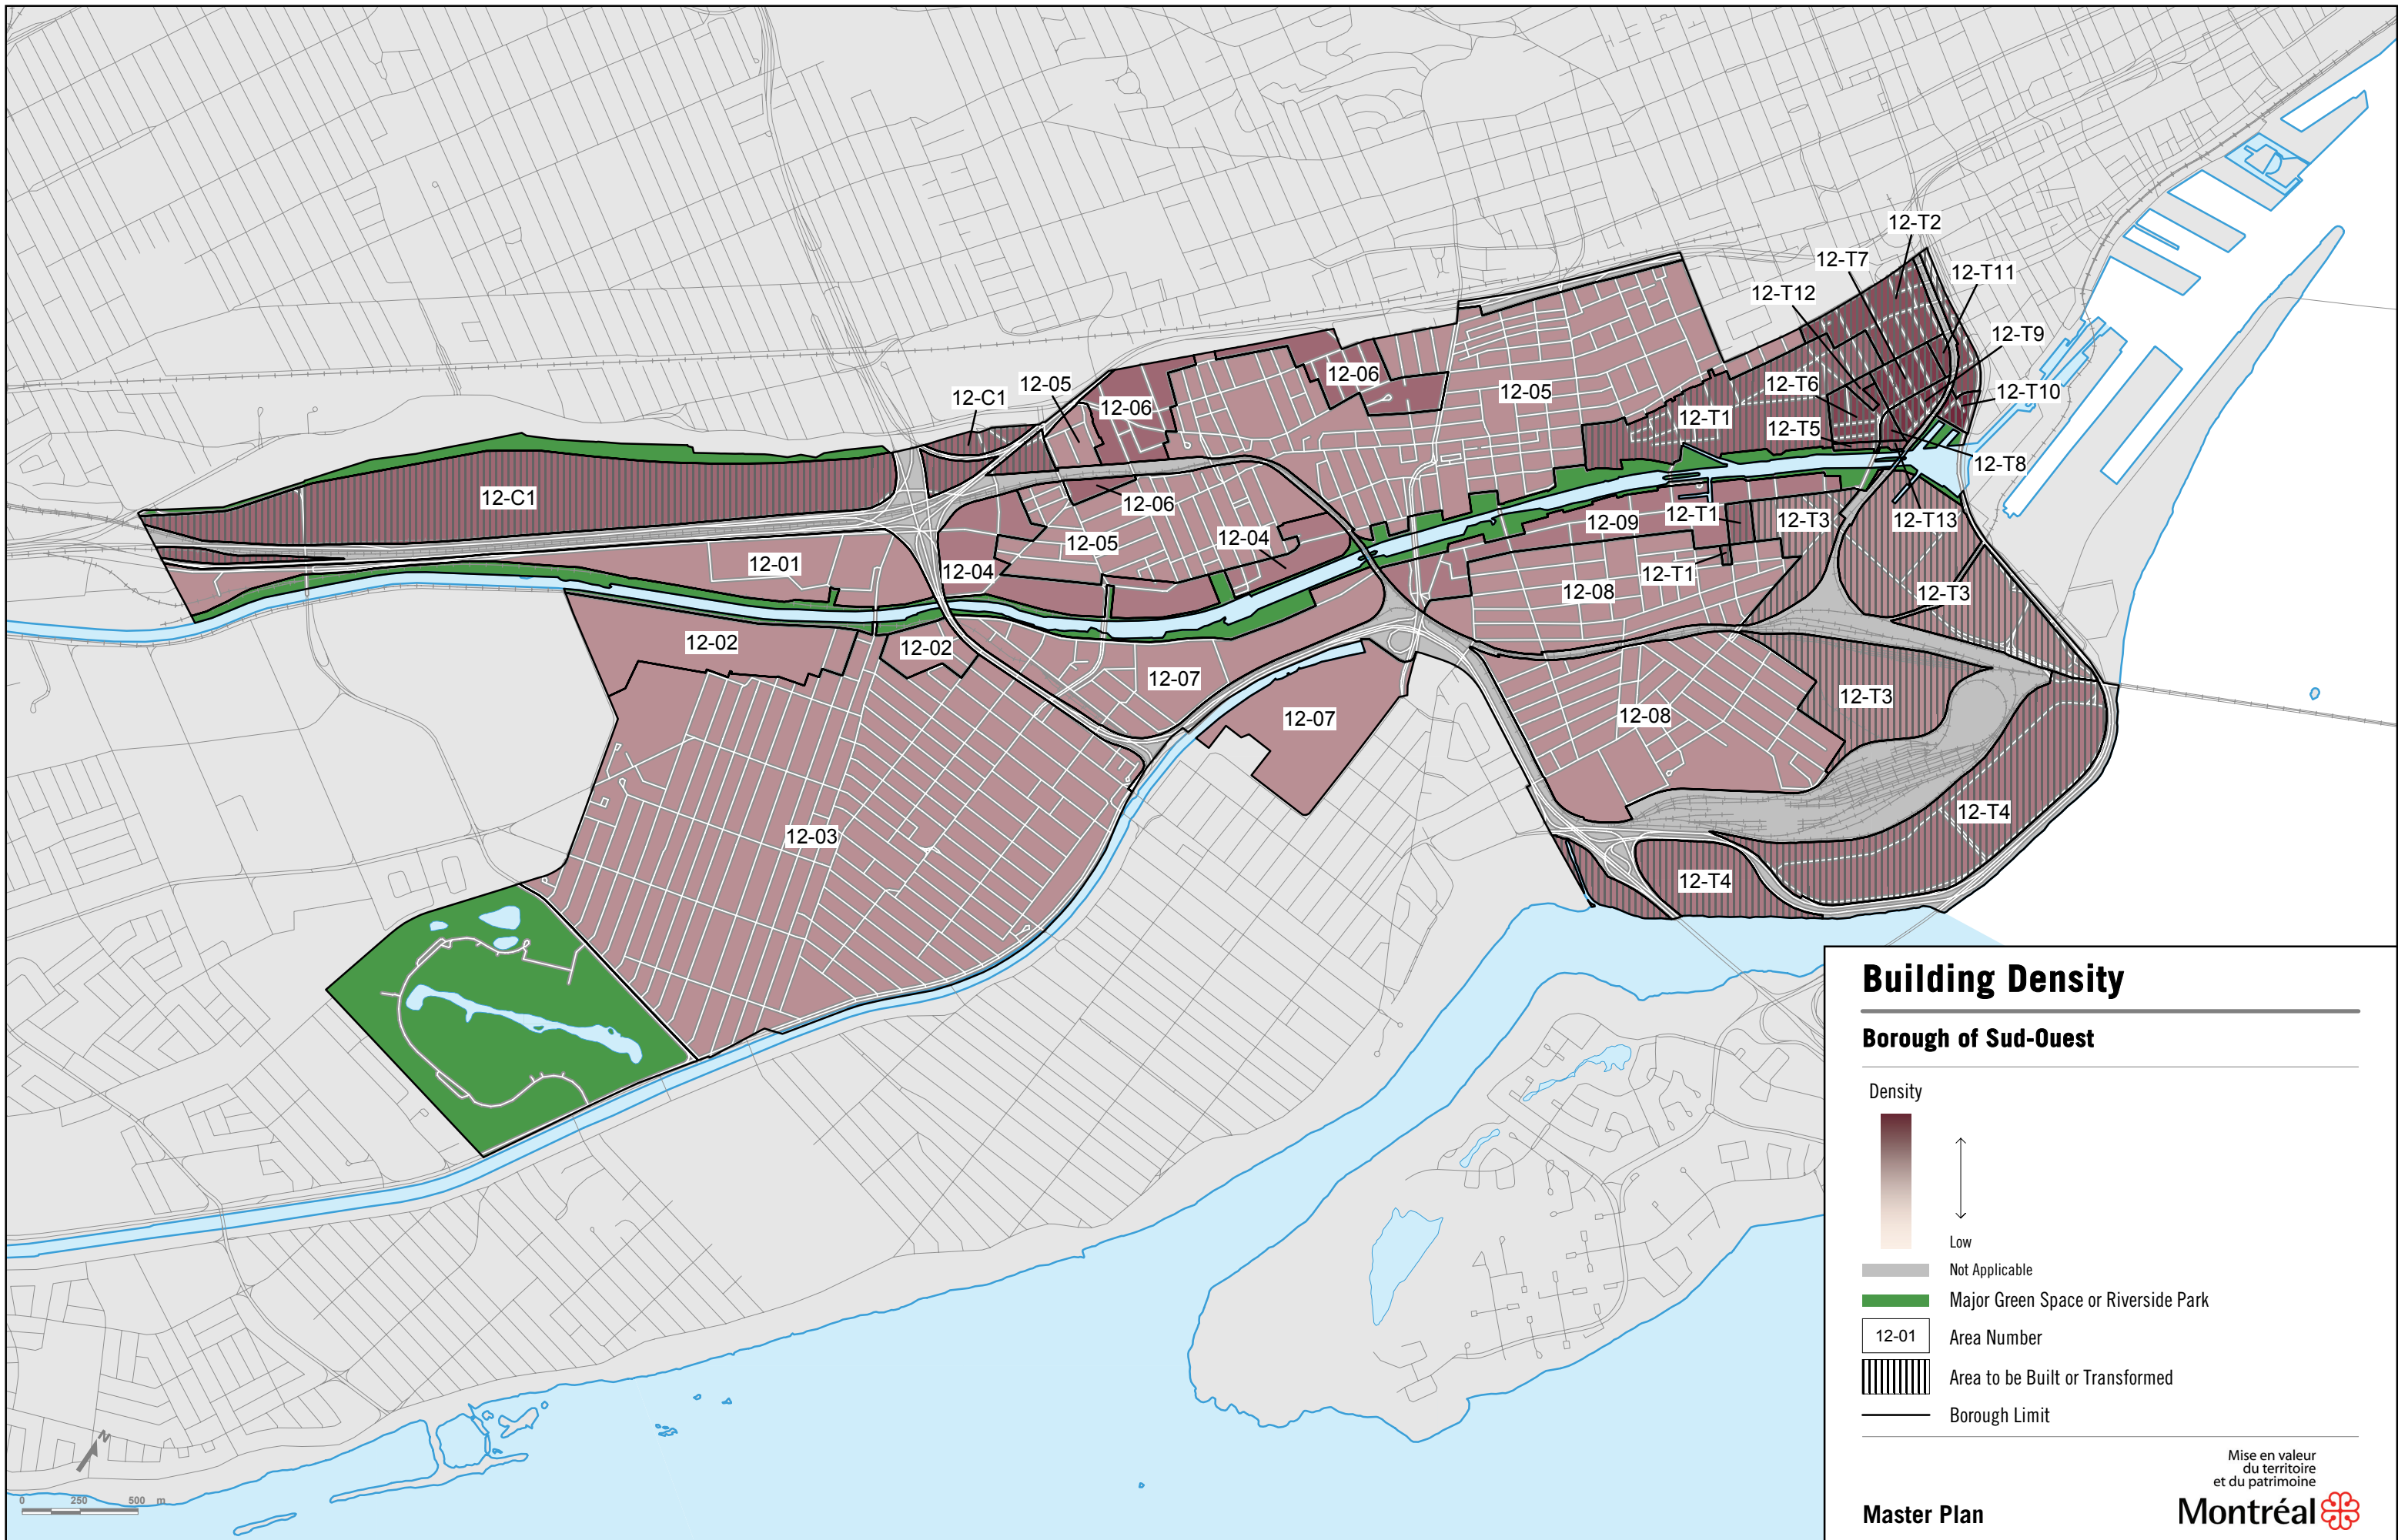 12-T2
12-T7
12-T11
12-T12
12-T9
12-06
12-05
12-C1
12-05
12-T6
12-T10
12-06
12-T1
12-T5
12-T8
12-C1
12-06
12-09
12-T1
12-T3
12-T13
12-04
12-05
12-01
12-04
12-T1
12-08
12-T3
12-02
12-02
12-07
12-T3
12-07
12-08
12-T4
12-03
12-T4
Building Density
Borough of Sud-Ouest
Density
Low
Not Applicable
Major Green Space or Riverside Park
12-01 Area Number
Area to be Built or Transformed
Borough Limit
N
0 250 500 m
Mise en valeur
du territoire
et du patrimoine
Master Plan
Montréal